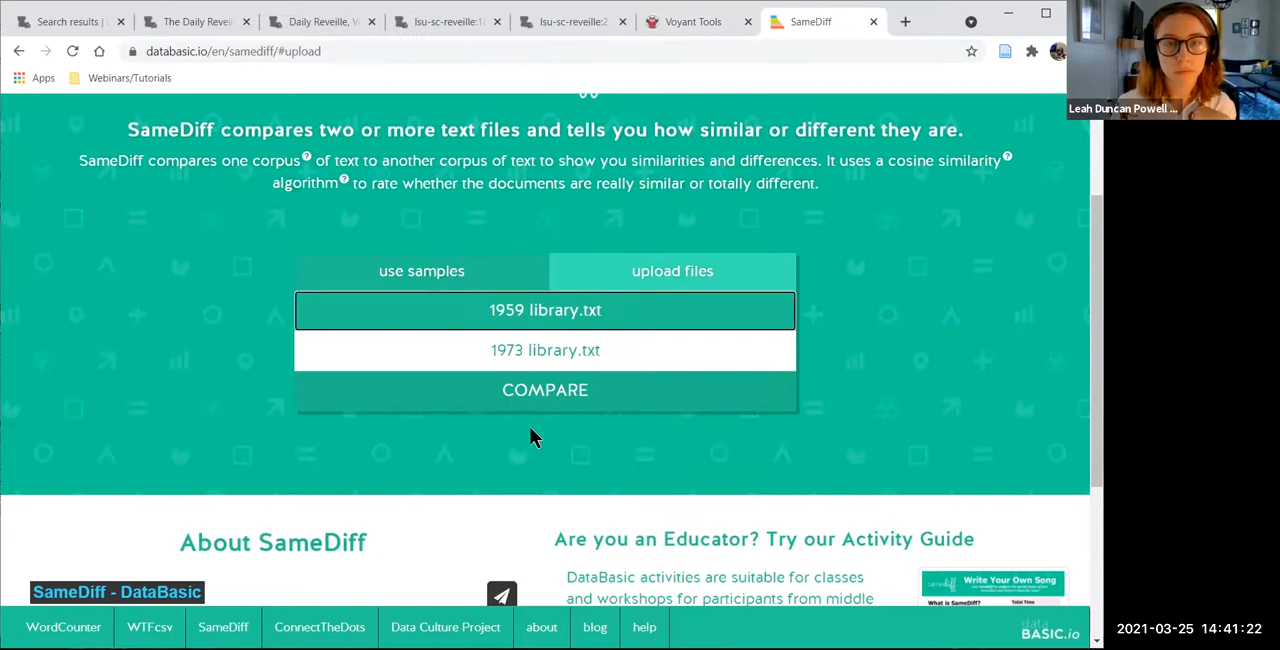 Search results | L
The Daily Reveil
Daily Reveille, V
lsu-sc-reveille:1
lsu-sc-reveille:2
Voyant Tools
SameDiff
databasic.io/en/samediff/#upload
Apps
Webinars/Tutorials
Leah Duncan Powell ...
SameDiff compares two or more text files and tells you how similar or different they are.
SameDiff compares one corpus? of text to another corpus of text to show you similarities and differences. It uses a cosine similarity?
algorithm? to rate whether the documents are really similar or totally different.
use samples
upload files
1959 library.txt
1973 library.txt
COMPARE
About SameDiff
Are you an Educator? Try our Activity Guide
SameDiff - DataBasic
DataBasic activities are suitable for classes
and workshops for participants from middle
samediff
Write Your Own Song
What is SameDiff?
Total Time
WordCounter
WTFcsv
SameDiff
ConnectTheDots
Data Culture Project
about
blog
help
data
BASIC.io
2021-03-25 14:41:22